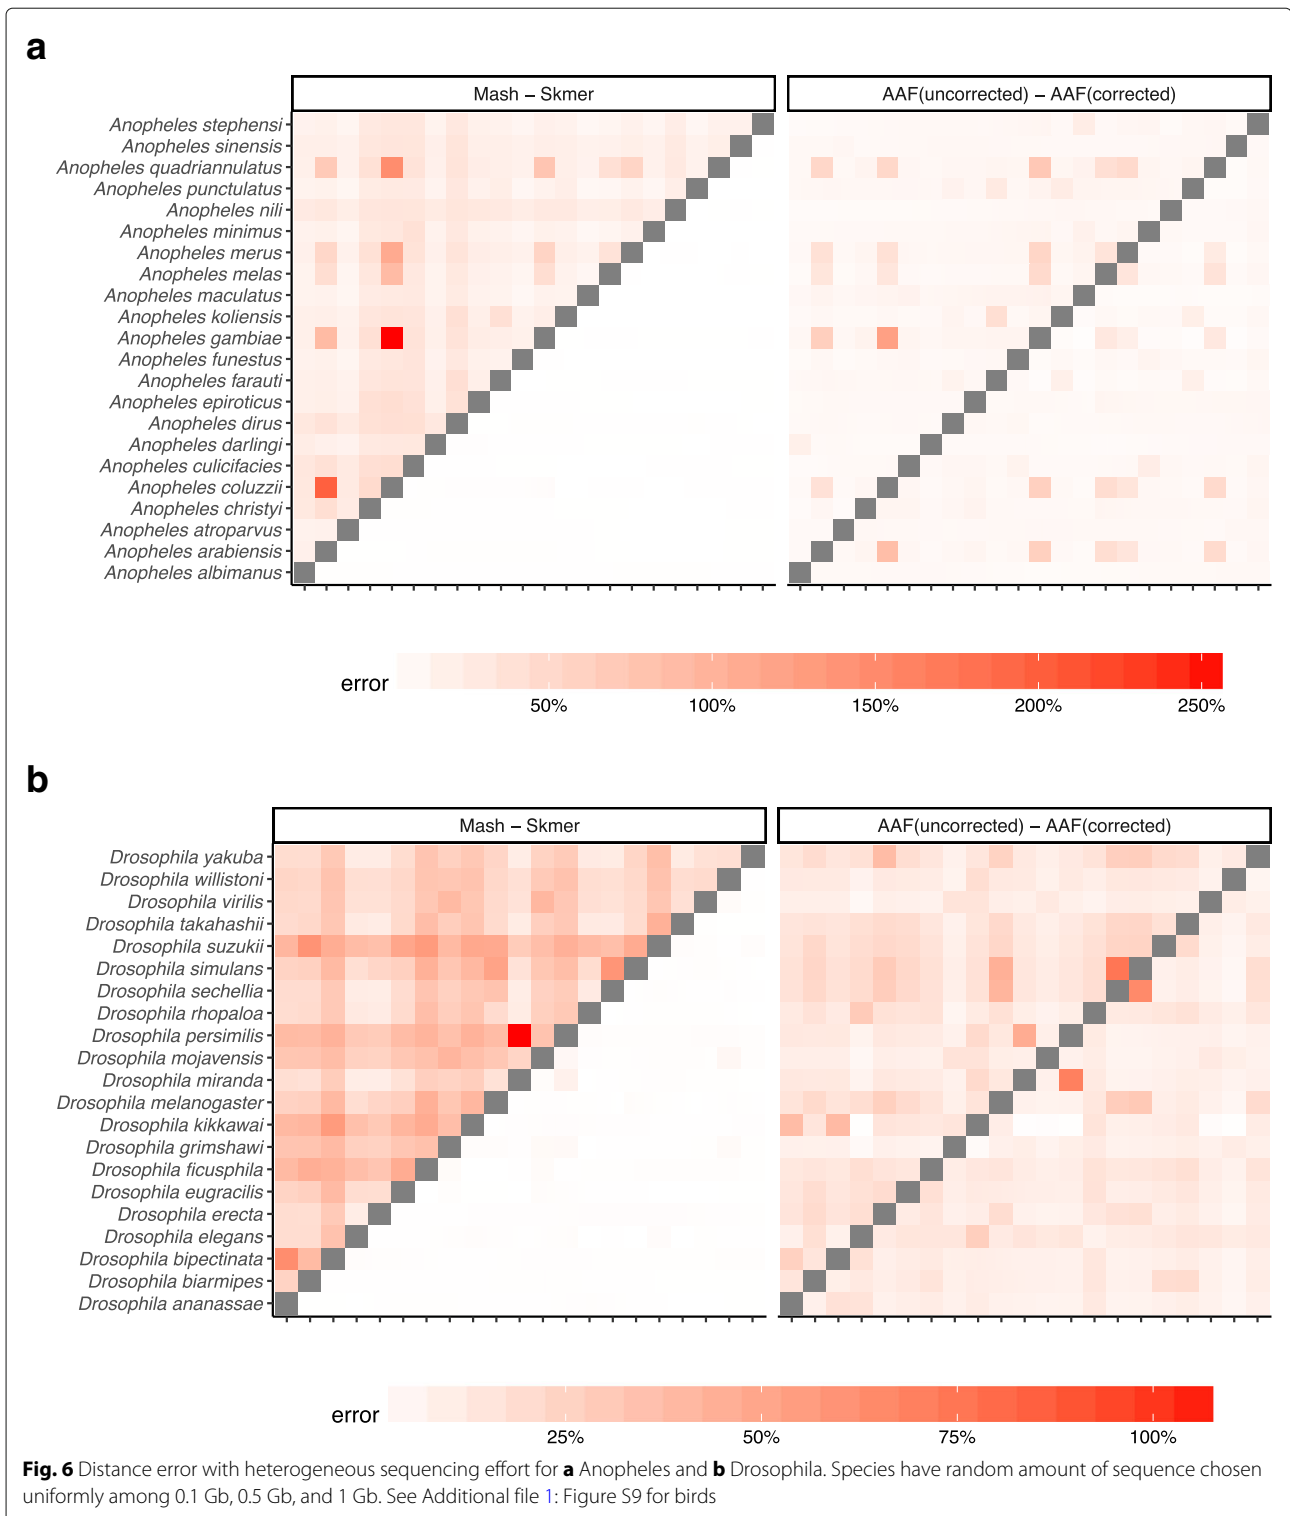 a
Mash – Skmer
AAF(uncorrected) – AAF(corrected)
Anopheles stephensi
Anopheles sinensis
Anopheles quadriannulatus
Anopheles punctulatus
Anopheles nili
Anopheles minimus
Anopheles merus
Anopheles melas
Anopheles maculatus
Anopheles koliensis
Anopheles gambiae
Anopheles funestus
Anopheles farauti
Anopheles epiroticus
Anopheles dirus
Anopheles darlingi
Anopheles culicifacies
Anopheles coluzzii
Anopheles christyi
Anopheles atroparvus
Anopheles arabiensis
Anopheles albimanus
error
50% 100% 150% 200% 250%
b
Mash – Skmer
AAF(uncorrected) – AAF(corrected)
Drosophila yakuba
Drosophila willistoni
Drosophila virilis
Drosophila takahashii
Drosophila suzukii
Drosophila simulans
Drosophila sechellia
Drosophila rhopaloa
Drosophila persimilis
Drosophila mojavensis
Drosophila miranda
Drosophila melanogaster
Drosophila kikkawai
Drosophila grimshawi
Drosophila ficusphila
Drosophila eugracilis
Drosophila erecta
Drosophila elegans
Drosophila bipectinata
Drosophila biarmipes
Drosophila ananassae
error
25% 50% 75% 100%
Fig. 6 Distance error with heterogeneous sequencing effort for a Anopheles and b Drosophila. Species have random amount of sequence chosen
uniformly among 0.1 Gb, 0.5 Gb, and 1 Gb. See Additional file 1: Figure S9 for birds